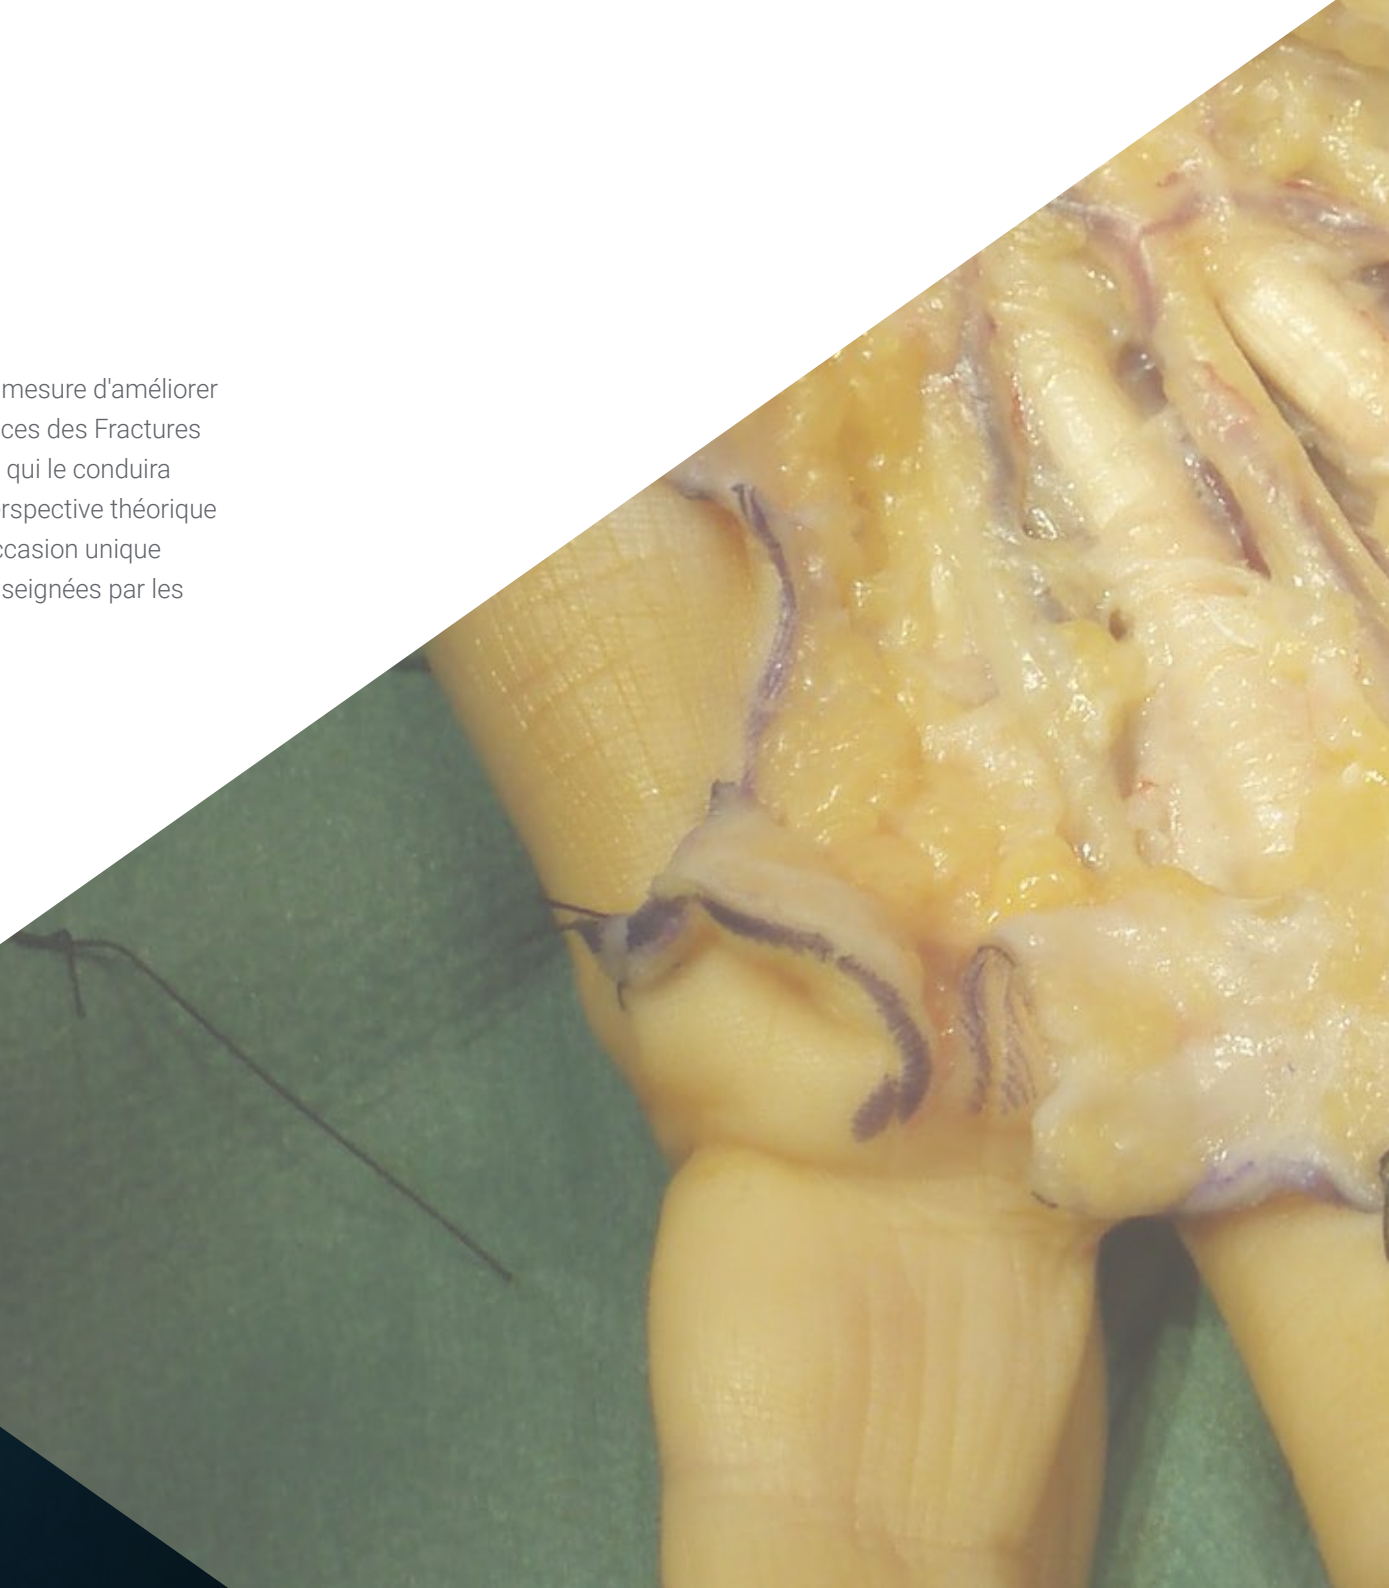 mesure d'améliorer
ces des Fractures
qui le conduira
rspective théorique
ccasion unique
seignées par les